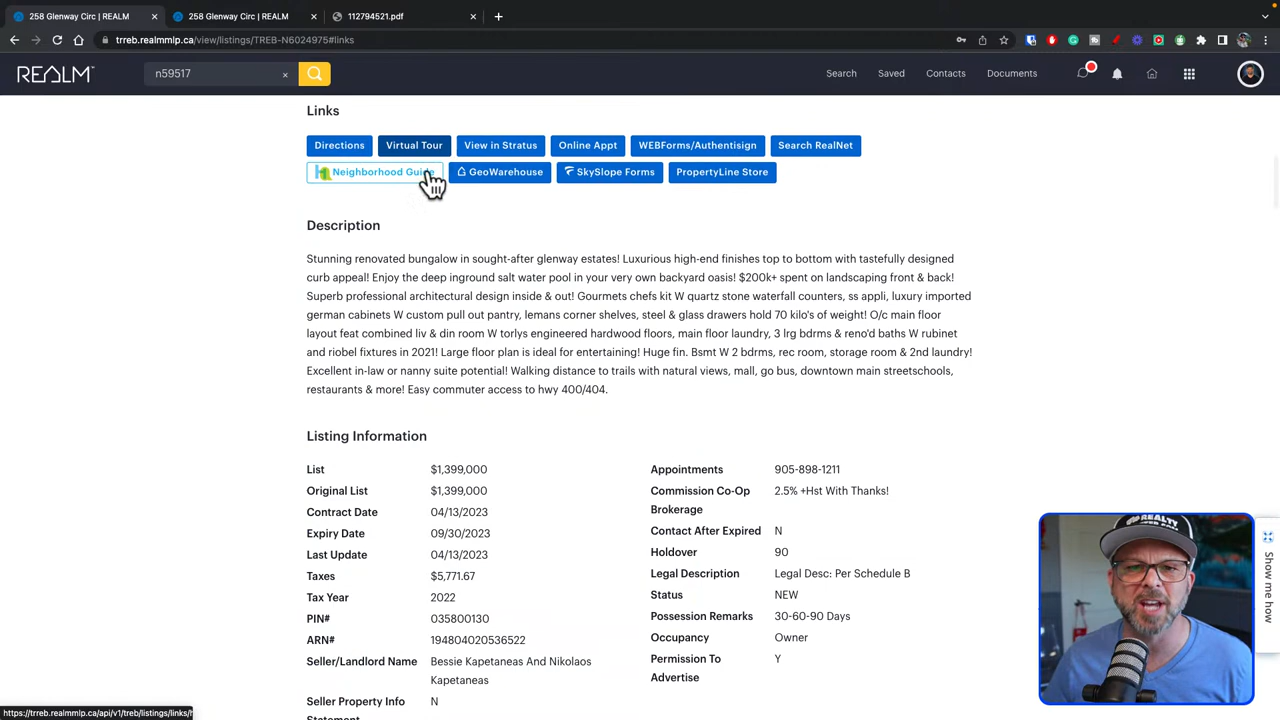 258 Glenway Circ | REALM
258 Glenway Circ | REALM
112794521.pdf
trreb.realmmlp.ca/view/listings/TREB-N6024975#links
REALM
n59517
Search
Saved
Contacts
Documents
Links
Directions
Virtual Tour
View in Stratus
Online Appt
WEBForms/Authentisign
Search RealNet
Neighborhood Guide
GeoWarehouse
SkySlope Forms
PropertyLine Store
Description
Stunning renovated bungalow in sought-after glenway estates! Luxurious high-end finishes top to bottom with tastefully designed
curb appeal! Enjoy the deep inground salt water pool in your very own backyard oasis! $200k+ spent on landscaping front & back!
Superb professional architectural design inside & out! Gourmets chefs kit W quartz stone waterfall counters, ss appli, luxury imported
german cabinets W custom pull out pantry, lemans corner shelves, steel & glass drawers hold 70 kilo's of weight! O/c main floor
layout feat combined liv & din room W torlys engineered hardwood floors, main floor laundry, 3 lrg bdrms & reno'd baths W rubinet
and riobel fixtures in 2021! Large floor plan is ideal for entertaining! Huge fin. Bsmt W 2 bdrms, rec room, storage room & 2nd laundry!
Excellent in-law or nanny suite potential! Walking distance to trails with natural views, mall, go bus, downtown main streetschools,
restaurants & more! Easy commuter access to hwy 400/404.
Listing Information
List $1,399,000
Original List $1,399,000
Contract Date 04/13/2023
Expiry Date 09/30/2023
Last Update 04/13/2023
Taxes $5,771.67
Tax Year 2022
PIN# 035800130
ARN# 194804020536522
Seller/Landlord Name Bessie Kapetaneas And Nikolaos
Kapetaneas
Seller Property Info N
Statement
Appointments 905-898-1211
Commission Co-Op 2.5% +Hst With Thanks!
Brokerage
Contact After Expired N
Holdover 90
Legal Description Legal Desc: Per Schedule B
Status NEW
Possession Remarks 30-60-90 Days
Occupancy Owner
Permission To Y
Advertise
Show me how
REALTY
https://trreb.realmmlp.ca/api/v1/treb/listings/links/